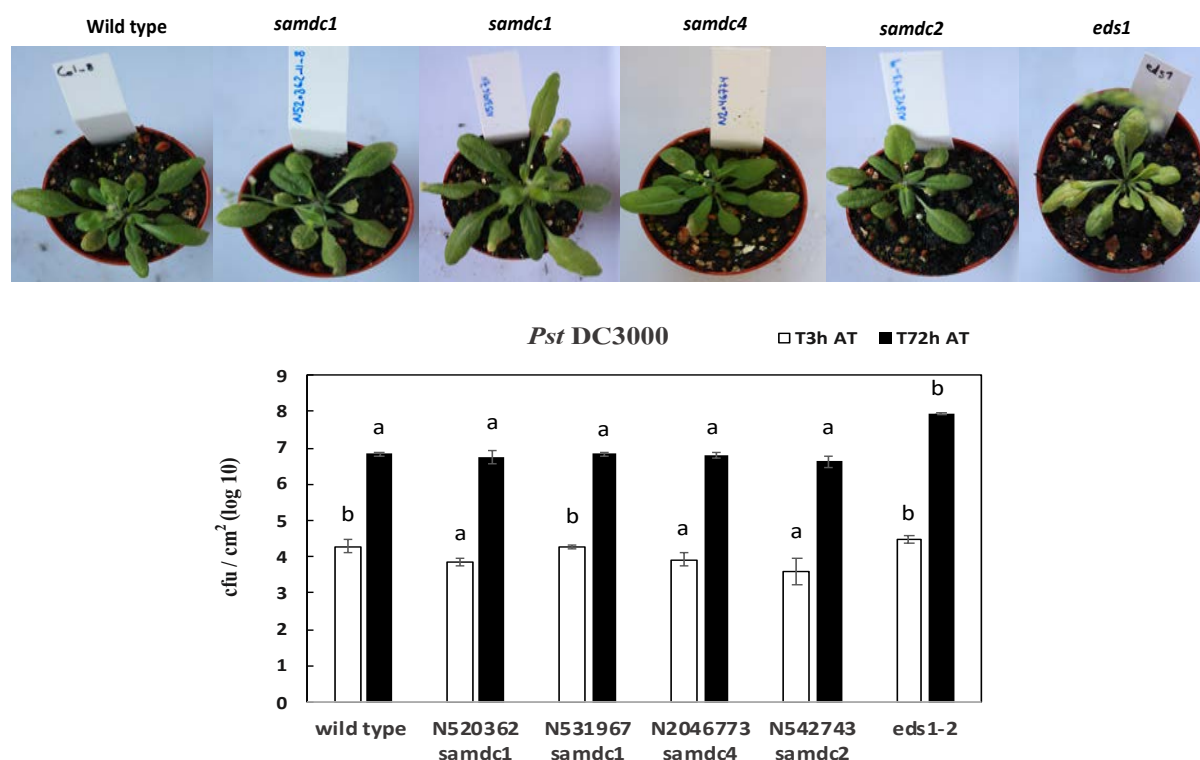 Wild type samdc1 samdc1 samdc4 samdc2 eds1
Col-8
eds1
Pst DC3000
T3h AT T72h AT
9
8
7
6
5
4
3
2
1
0
cfu / cm² (log 10)
a a a a a b
b a b a a b
wild type N520362 N531967 N2046773 N542743 eds1-2
samdc1 samdc1 samdc4 samdc2